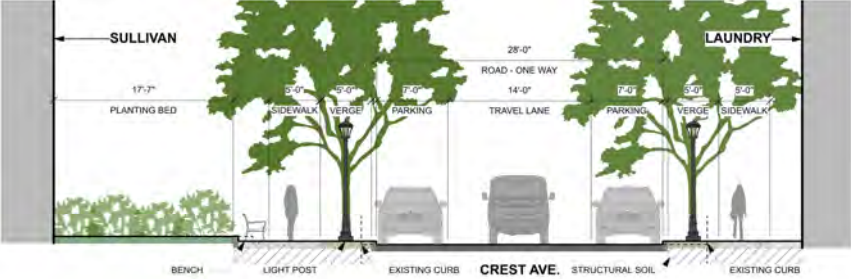 SULLIVAN
LAUNDRY
28'-0"
ROAD - ONE WAY
17'-7" 5'-0" 5'-0" 7'-0" 14'-0" 7'-0" 5'-0" 5'-0"
PLANTING BED SIDEWALK VERGE PARKING TRAVEL LANE PARKING VERGE SIDEWALK
BENCH LIGHT POST EXISTING CURB CREST AVE. STRUCTURAL SOIL EXISTING CURB